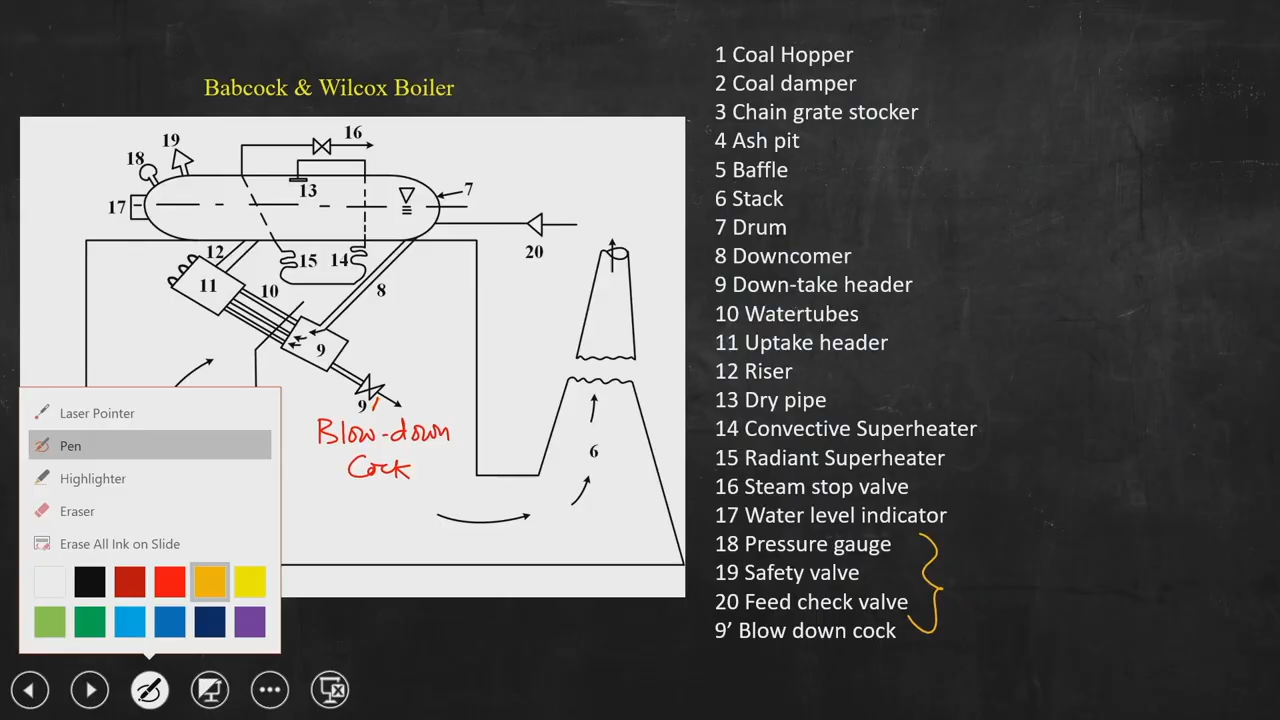 Babcock & Wilcox Boiler
16
19
18
13
7
17
20
12
15
14
11
10
8
9
9'
Blow-down
Cock
6
1 Coal Hopper
2 Coal damper
3 Chain grate stocker
4 Ash pit
5 Baffle
6 Stack
7 Drum
8 Downcomer
9 Down-take header
10 Watertubes
11 Uptake header
12 Riser
13 Dry pipe
14 Convective Superheater
15 Radiant Superheater
16 Steam stop valve
17 Water level indicator
18 Pressure gauge
19 Safety valve
20 Feed check valve
9’ Blow down cock
Laser Pointer
Pen
Highlighter
Eraser
Erase All Ink on Slide